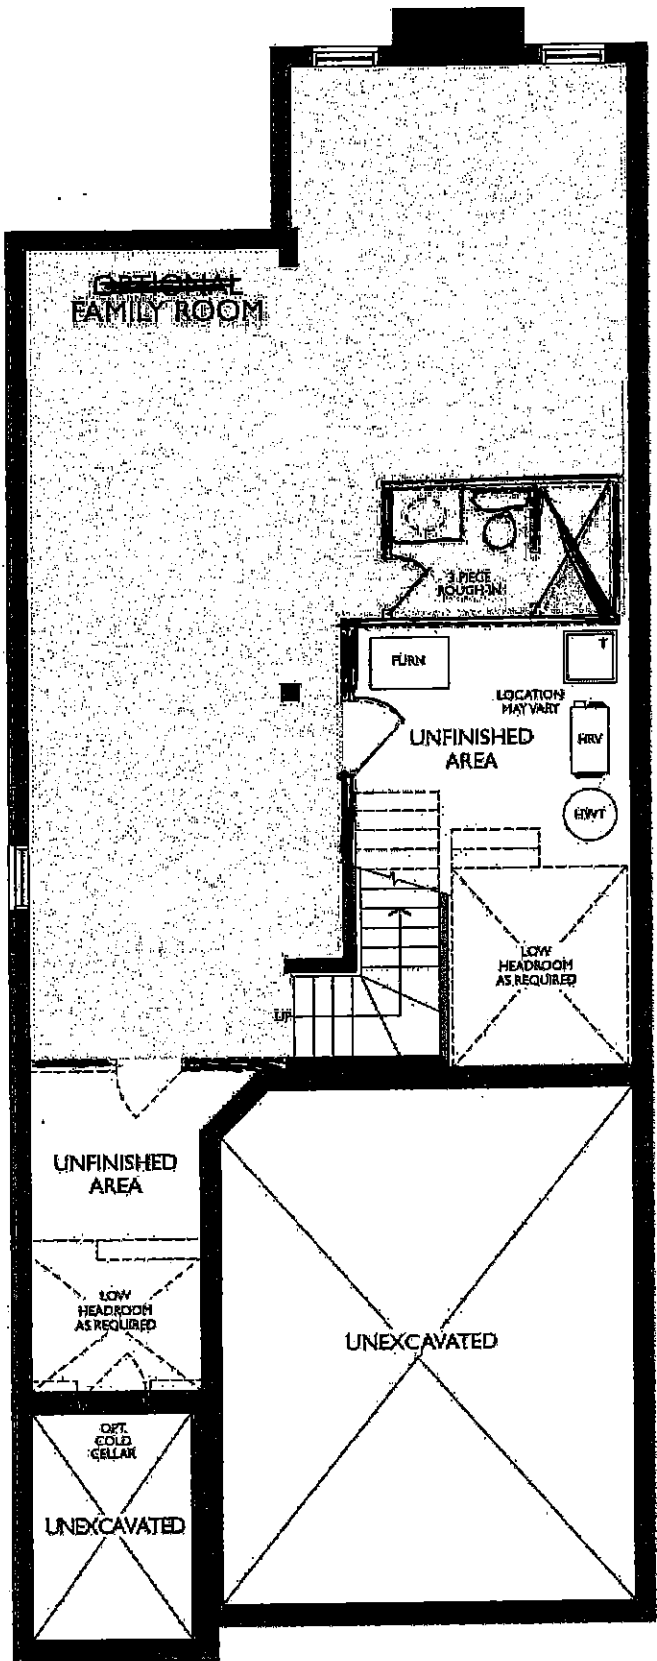 OPTIONAL
FAMILY ROOM
3 PIECE
ROUGH-IN
FURN
LOCATION
MAY VARY
UNFINISHED
AREA
HRV
HWT
LOW
HEADROOM
AS REQUIRED
UP
UNFINISHED
AREA
LOW
HEADROOM
AS REQUIRED
UNEXCAVATED
OPT.
COLD
CELLAR
UNEXCAVATED